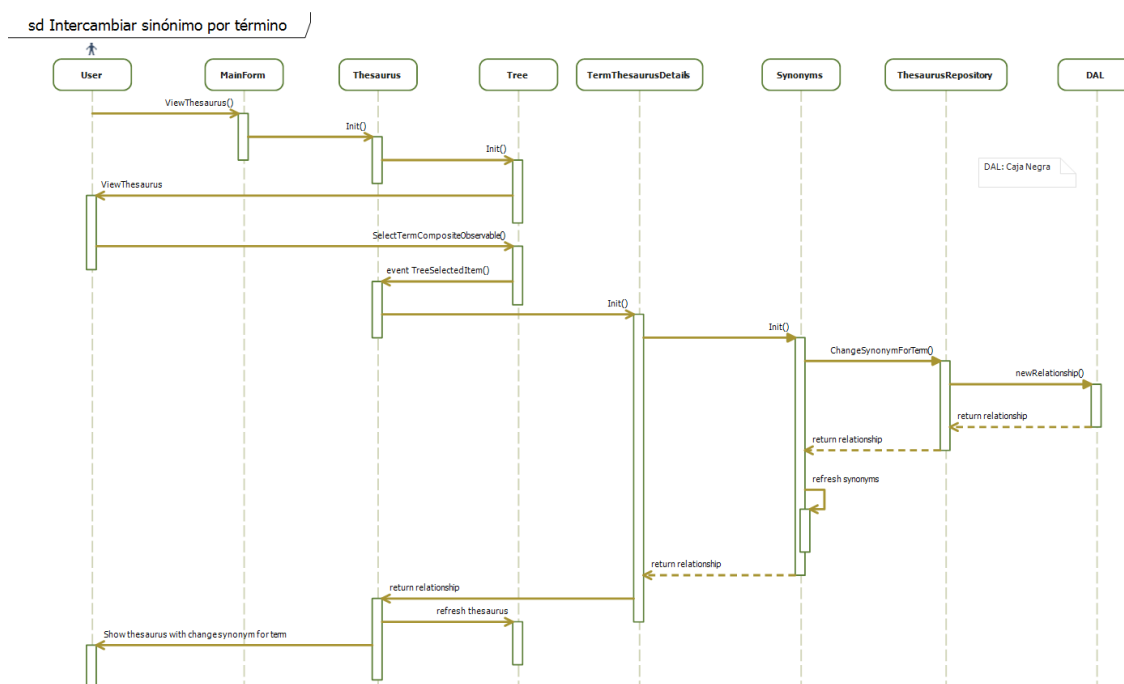 sd Intercambiar sinónimo por término
User
MainForm
Thesaurus
Tree
TermThesaurusDetails
Synonyms
ThesaurusRepository
DAL
ViewThesaurus()
Init()
Init()
DAL: Caja Negra
ViewThesaurus
SelectTermCompositeObservable()
event TreeSelectedItem()
Init()
Init()
ChangeSynonymForTerm()
newRelationship()
return relationship
return relationship
refresh synonyms
return relationship
return relationship
refresh thesaurus
Show thesaurus with change synonym for term